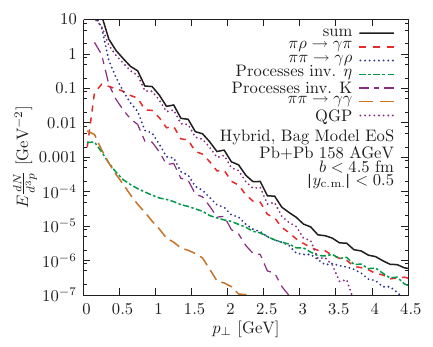 10
1
0.1
0.01
0.001
10⁻⁴
10⁻⁵
10⁻⁶
10⁻⁷
E dN/d³p [GeV⁻²]
sum
πρ → γπ
ππ → γρ
Processes inv. η
Processes inv. K
ππ → γγ
QGP
Hybrid, Bag Model EoS
Pb+Pb 158 AGeV
b < 4.5 fm
|y_c.m.| < 0.5
0 0.5 1 1.5 2 2.5 3 3.5 4 4.5
p⊥ [GeV]